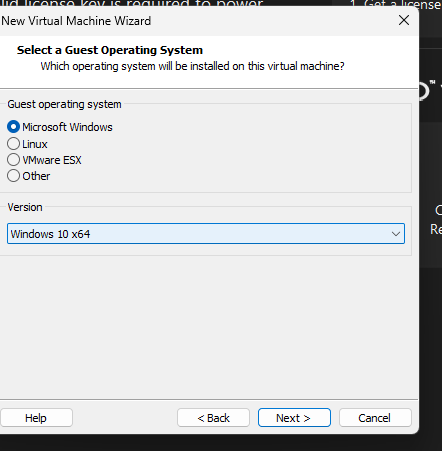 lid license key is required to power
1. Get a license
New Virtual Machine Wizard
Select a Guest Operating System
Which operating system will be installed on this virtual machine?
Guest operating system
Microsoft Windows
Linux
VMware ESX
Other
Version
Windows 10 x64
Help
< Back
Next >
Cancel